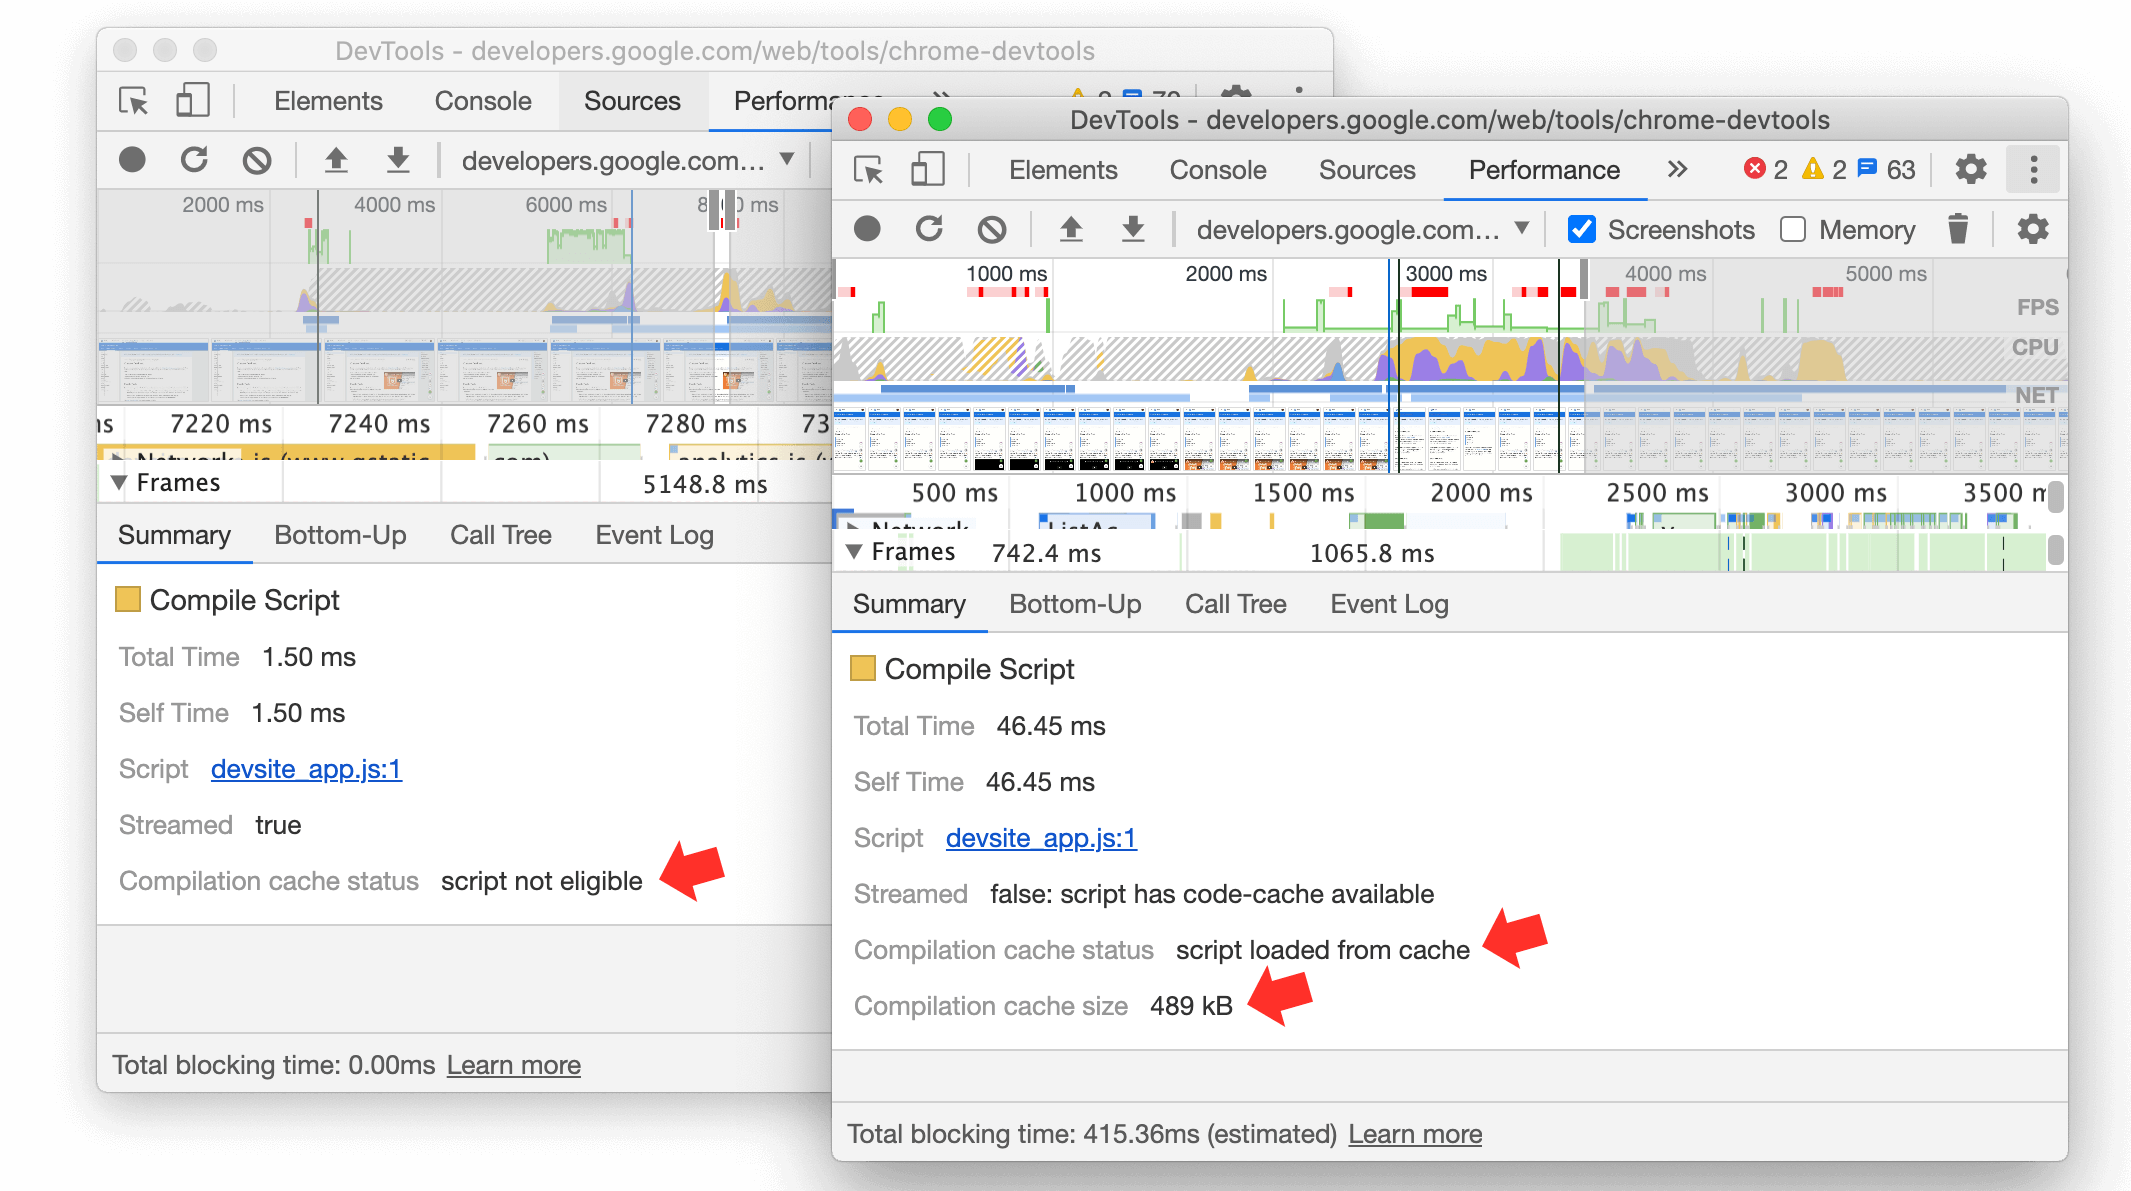 DevTools - developers.google.com/web/tools/chrome-devtools
Elements Console Sources
developers.google.com...
2000 ms 4000 ms 6000 ms
7220 ms 7240 ms 7260 ms 7280 ms
Frames 5148.8 ms
Summary Bottom-Up Call Tree Event Log
Compile Script
Total Time 1.50 ms
Self Time 1.50 ms
Script devsite_app.js:1
Streamed true
Compilation cache status script not eligible
Total blocking time: 0.00ms Learn more
DevTools - developers.google.com/web/tools/chrome-devtools
Elements Console Sources Performance » 2 2 63
developers.google.com... Screenshots Memory
1000 ms 2000 ms 3000 ms 4000 ms 5000 ms
FPS
CPU
NET
500 ms 1000 ms 1500 ms 2000 ms 2500 ms 3000 ms 3500
Frames 742.4 ms 1065.8 ms
Summary Bottom-Up Call Tree Event Log
Compile Script
Total Time 46.45 ms
Self Time 46.45 ms
Script devsite_app.js:1
Streamed false: script has code-cache available
Compilation cache status script loaded from cache
Compilation cache size 489 kB
Total blocking time: 415.36ms (estimated) Learn more